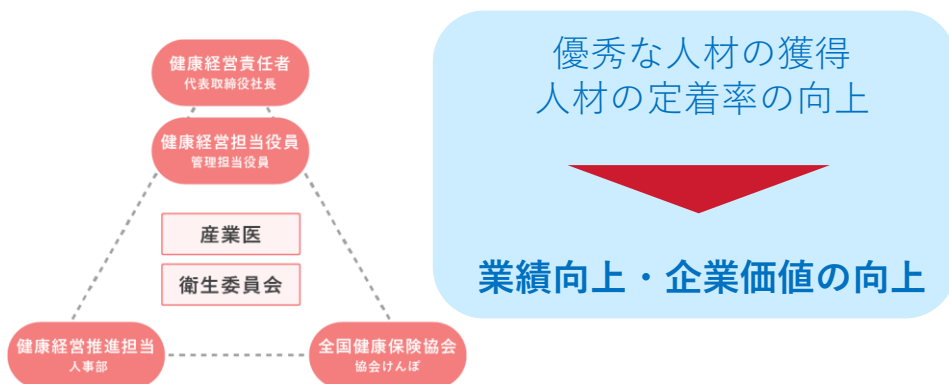 健康経営責任者
代表取締役社長
健康経営担当役員
管理担当役員
産業医
衛生委員会
健康経営推進担当
人事部
全国健康保険協会
協会けんぽ
優秀な人材の獲得
人材の定着率の向上
業績向上・企業価値の向上